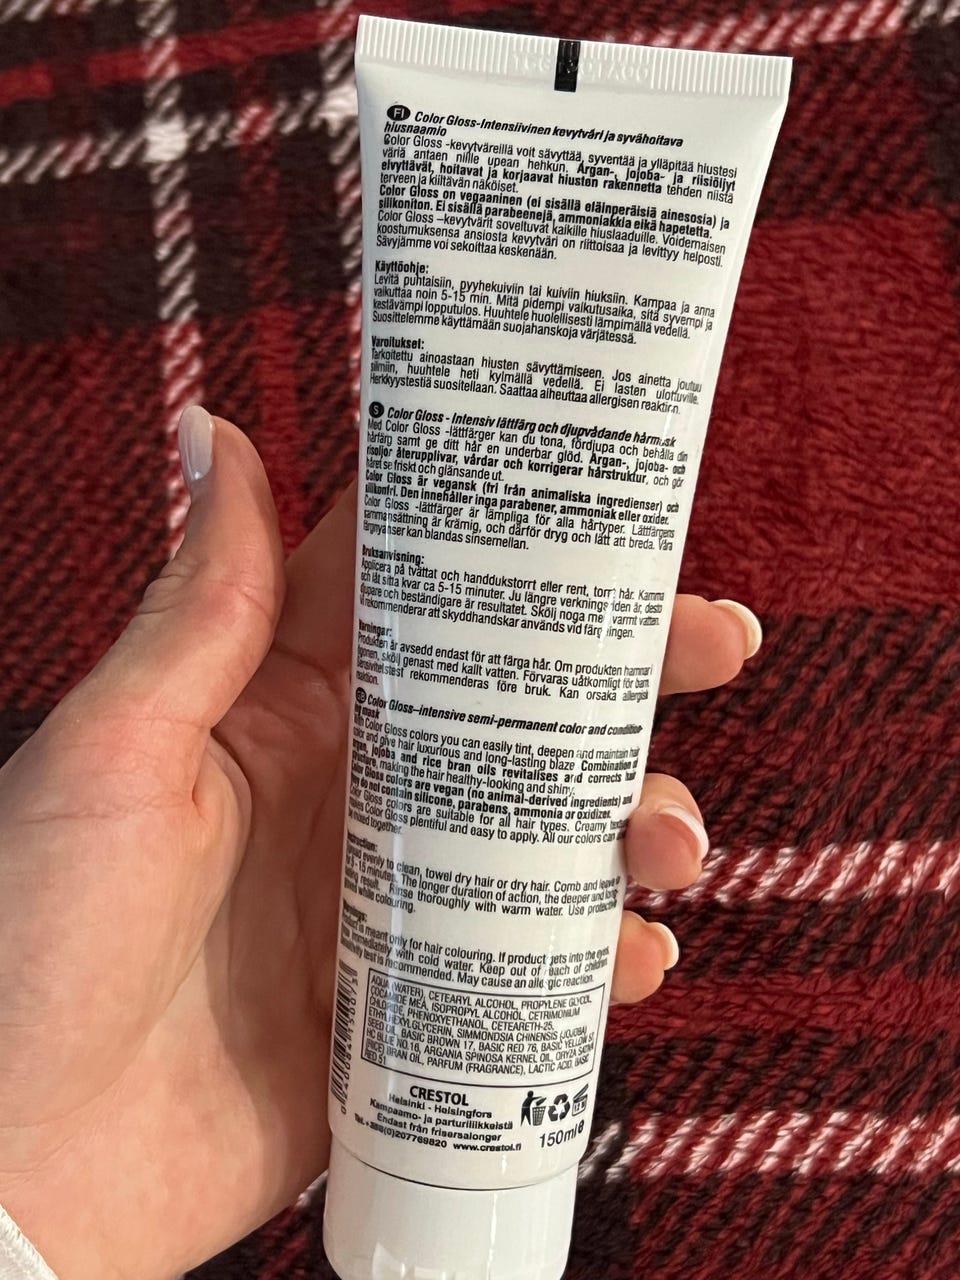 FI Color Gloss-Intensiivinen kevytväri ja syvähoitava
hiusnaamio
Color Gloss -kevytväreillä voit sävyttää, syventää ja ylläpitää hiustesi
väriä antaen niille upean hehkun. Argan-, jojoba- ja riisiöljyt
elvyttävät, hoitavat ja korjaavat hiusten rakennetta tehden niistä
terveen ja kiiltävän näköiset.
Color Gloss on vegaaninen (ei sisällä eläinperäisiä ainesosia) ja
silikoniton. Ei sisällä parabeenejä, ammoniakkia eikä hapetetta.
Color Gloss –kevytvärit soveltuvat kaikille hiuslaaduille. Voidemaisen
koostumuksensa ansiosta kevytväri on riittoisaa ja levittyy helposti.
Sävyjämme voi sekoittaa keskenään.
Käyttöohje:
Levitä puhtaisiin, pyyhekuiviin tai kuiviin hiuksiin. Kampaa ja anna
vaikuttaa noin 5-15 min. Mitä pidempi vaikutusaika, sitä syvempi ja
kestävämpi lopputulos. Huuhtele huolellisesti lämpimällä vedellä.
Suosittelemme käyttämään suojahanskoja värjätessä.
Varoitukset:
Tarkoitettu ainoastaan hiusten sävyttämiseen. Jos ainetta joutuu
silmiin, huuhtele heti kylmällä vedellä. Ei lasten ulottuville.
Herkkyystestiä suositellaan. Saattaa aiheuttaa allergisen reaktion.
S Color Gloss - Intensiv lättfärg och djupvådande hårmask
Med Color Gloss -lättfärger kan du tona, fördjupa och behålla din
hårfärg samt ge ditt hår en underbar glöd. Argan-, jojoba- och
risoljor återupplivar, vårdar och korrigerar hårstruktur, och gör
håret se friskt och glänsande ut.
Color Gloss är vegansk (fri från animaliska ingredienser) och
silikonfri. Den innehåller inga parabener, ammoniak eller oxider.
Color Gloss -lättfärger är lämpliga för alla hårtyper. Lättfärgens
sammansättning är krämig, och därför dryg och lätt att breda. Våra
färgnyanser kan blandas sinsemellan.
Bruksanvisning:
Applicera på tvättat och handdukstorrt eller rent, torrt hår. Kamma
och låt sitta kvar ca 5-15 minuter. Ju längre verkningstiden är, desto
djupare och beständigare är resultatet. Skölj noga med varmt vatten.
Vi rekommenderar att skyddhandskar används vid färgningen.
Varningar:
Produkten är avsedd endast för att färga hår. Om produkten hamnar i
ögonen, skölj genast med kallt vatten. Förvaras uåtkomligt för barn.
Sensivitetstest rekommenderas före bruk. Kan orsaka allergisk
reaktion.
GB Color Gloss–intensive semi-permanent color and condition-
ing mask
With Color Gloss colors you can easily tint, deepen and maintain hair
color and give hair luxurious and long-lasting blaze Combination of
argan, jojoba and rice bran oils revitalises and corrects hair
structure, making the hair healthy-looking and shiny.
Color Gloss colors are vegan (no animal-derived ingredients) and
they do not contain silicone, parabens, ammonia or oxidizer.
Color Gloss colors are suitable for all hair types. Creamy texture
makes Color Gloss plentiful and easy to apply. All our colors can
be mixed together.
Instruction:
Spread evenly to clean, towel dry hair or dry hair. Comb and leave
for 5-15 minutes. The longer duration of action, the deeper and long-
lasting result. Rinse thoroughly with warm water. Use protective
gloves while colouring.
Warnings:
Product is meant only for hair colouring. If product gets into the eyes,
rinse immediately with cold water. Keep out of reach of children.
Sensitivity test is recommended. May cause an allergic reaction.
AQUA (WATER), CETEARYL ALCOHOL, PROPYLENE GLYCOL,
COCAMIDE MEA, ISOPROPYL ALCOHOL, CETRIMONIUM
CHLORIDE, PHENOXYETHANOL, CETEARETH-25,
ETHYLHEXYLGLYCERIN, SIMMONDSIA CHINENSIS (JOJOBA)
SEED OIL, BASIC BROWN 17, BASIC RED 76, BASIC YELLOW 57,
HC BLUE NO.16, ARGANIA SPINOSA KERNEL OIL, ORYZA SATIVA
(RICE) BRAN OIL, PARFUM (FRAGRANCE), LACTIC ACID, BASIC
RED 51
CRESTOL
Helsinki - Helsingfors
Kampaamo- ja parturiliikkeistä
Endast från frisersalonger
Tel.+358(0)207769820 www.crestol.fi
150ml e